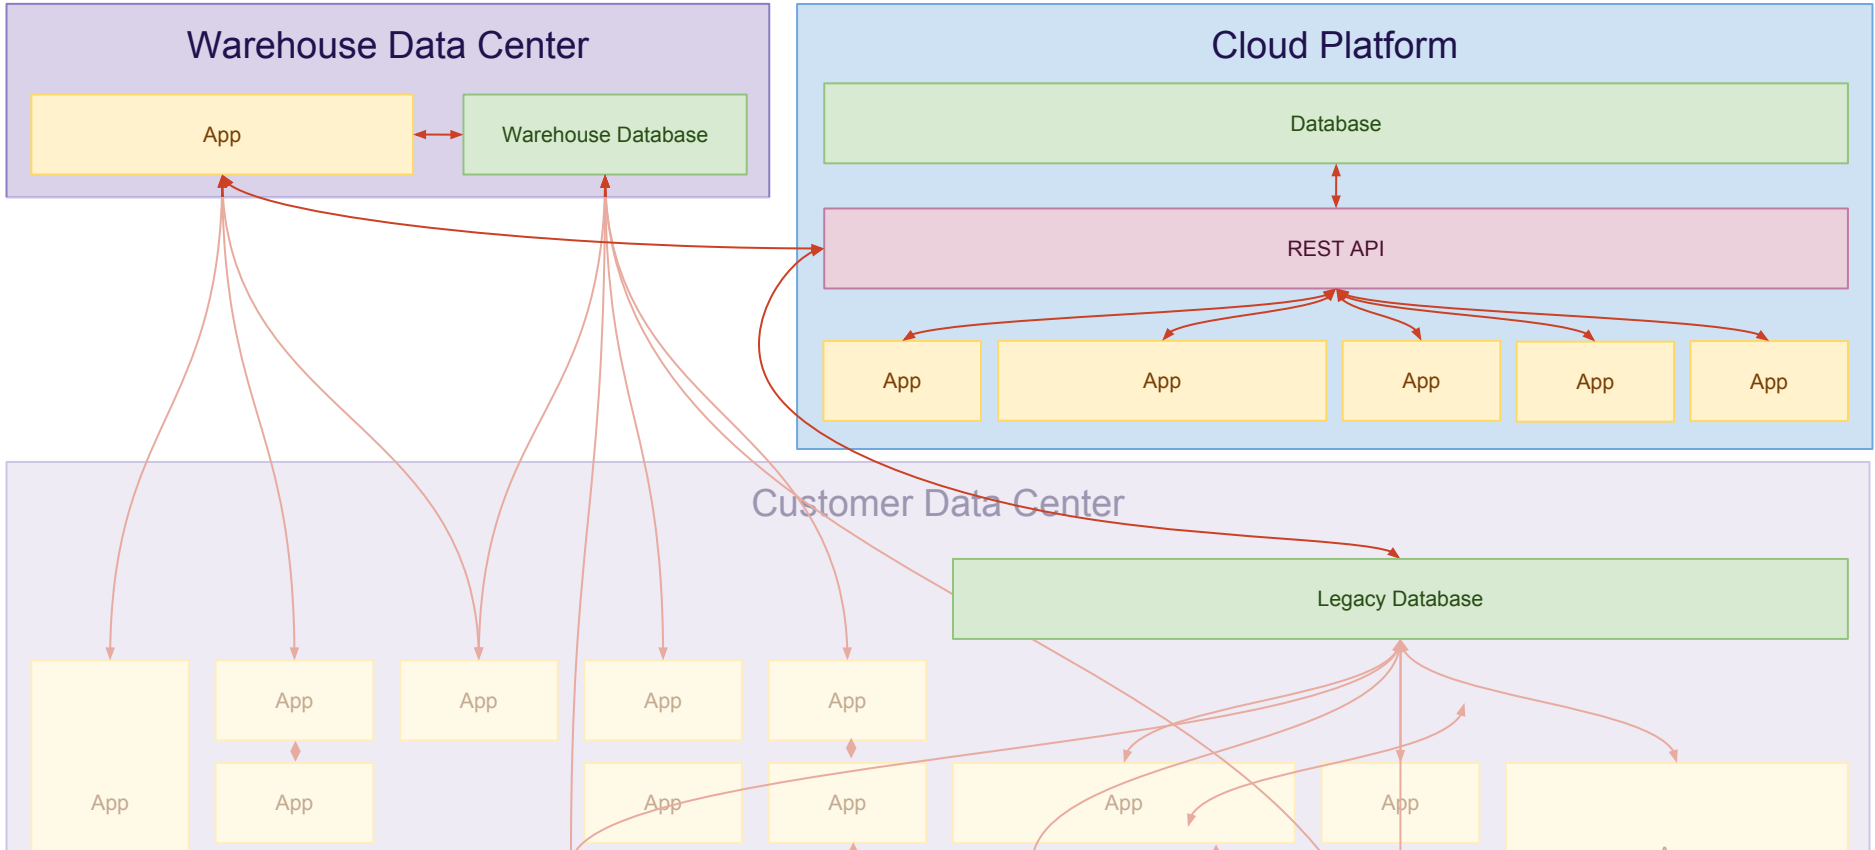 Warehouse Data Center
App
Warehouse Database
Cloud Platform
Database
REST API
App
App
App
App
App
Customer Data Center
Legacy Database
App
App
App
App
App
App
App
App
App
App